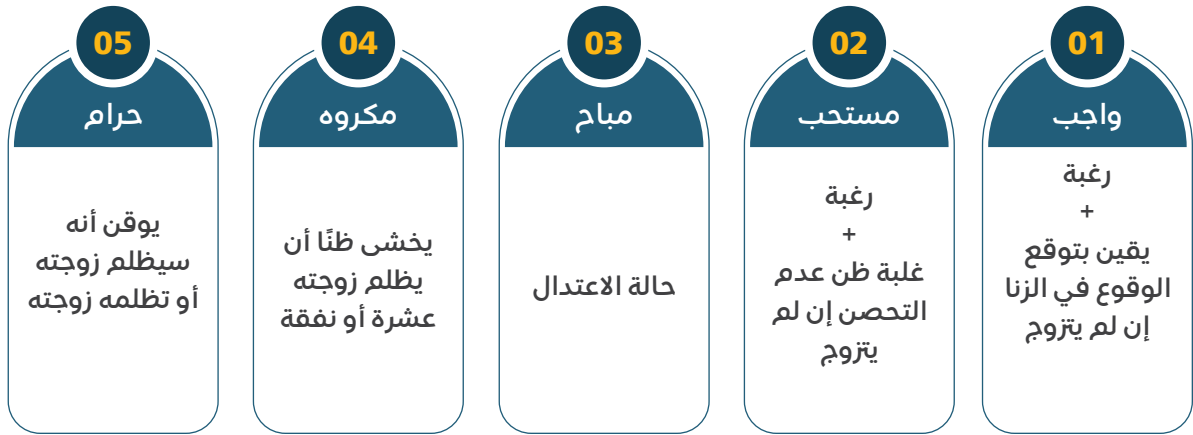 01
واجب
رغبة
+
يقين بتوقع
الوقوع في الزنا
إن لم يتزوج
02
مستحب
رغبة
+
غلبة ظن عدم
التحصن إن لم
يتزوج
03
مباح
حالة الاعتدال
04
مكروه
يخشى ظنًا أن
يظلم زوجته
عشرة أو نفقة
05
حرام
يوقن أنه
سيظلم زوجته
أو تظلمه زوجته